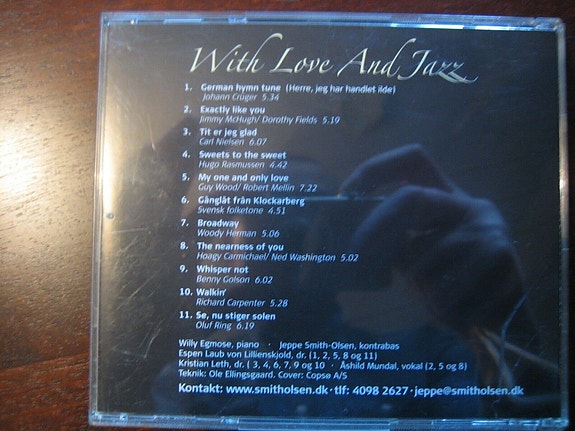 With Love And Jazz
1. German hymn tune (Herre, jeg har handlet ilde)
Johann Crüger 5.34
2. Exactly like you
Jimmy McHugh/ Dorothy Fields 5.19
3. Tit er jeg glad
Carl Nielsen 6.07
4. Sweets to the sweet
Hugo Rasmussen 4.42
5. My one and only love
Guy Wood/ Robert Mellin 7.22
6. Gånglåt från Klockarberg
Svensk folketone 4.51
7. Broadway
Woody Herman 5.06
8. The nearness of you
Hoagy Carmichael/ Ned Washington 5.02
9. Whisper not
Benny Golson 6.02
10. Walkin'
Richard Carpenter 5.28
11. Se, nu stiger solen
Oluf Ring 6.19
Willy Egmose, piano · Jeppe Smith-Olsen, kontrabas
Espen Laub von Lillienskjold, dr. (1, 2, 5, 8 og 11)
Kristian Leth, dr. ( 3, 4, 6, 7, 9 og 10 · Åshild Mundal, vokal (2, 5 og 8)
Teknik: Ole Ellingsgaard. Cover: Copsø A/S
Kontakt: www.smitholsen.dk · tlf: 4098 2627 · jeppe@smitholsen.dk